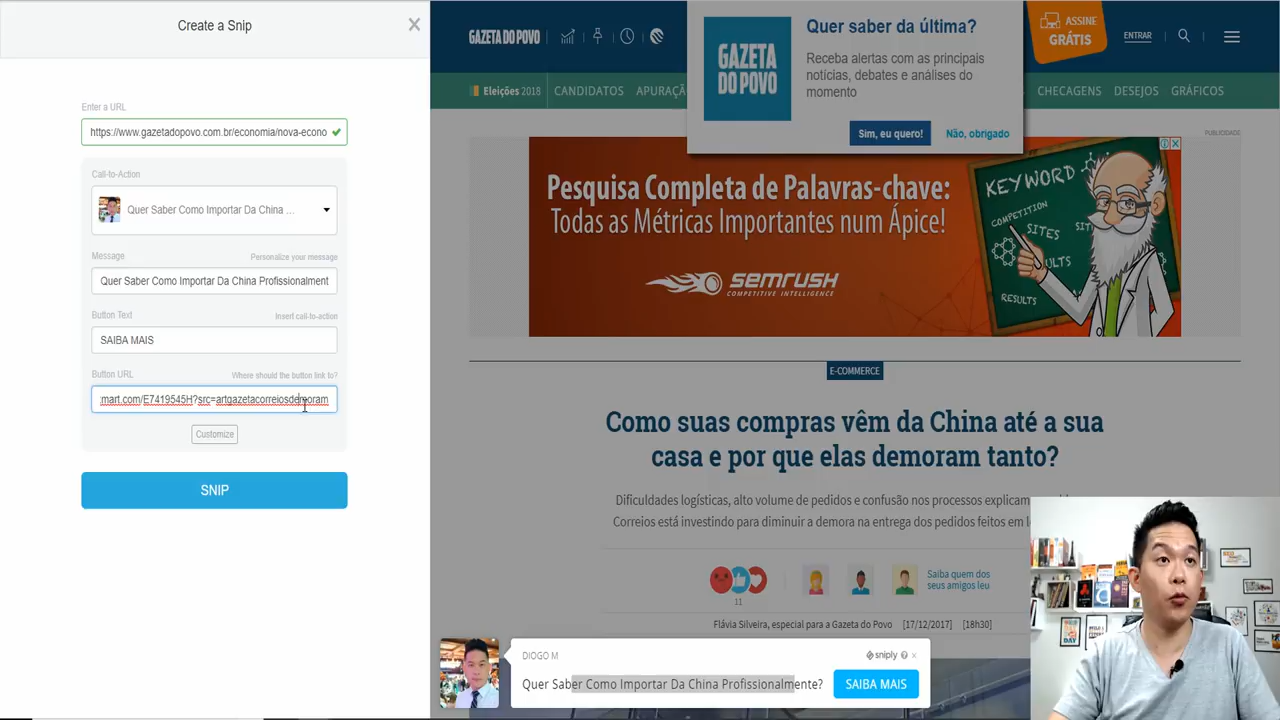 Create a Snip
Enter a URL
https://www.gazetadopovo.com.br/economia/nova-econo
Call-to-Action
Quer Saber Como Importar Da China ...
Message
Personalize your message
Quer Saber Como Importar Da China Profissionalment
Button Text
Insert call-to-action
SAIBA MAIS
Button URL
Where should the button link to?
mart.com/E7419545H?src=artgazetacorreiosdemoram
Customize
SNIP
GAZETA DO POVO
GAZETA
DO POVO
Quer saber da última?
Receba alertas com as principais
notícias, debates e análises do
momento
Sim, eu quero!
Não, obrigado
ASSINE
GRÁTIS
ENTRAR
Eleições 2018
CANDIDATOS
APURAÇÃ
CHECAGENS
DESEJOS
GRÁFICOS
PUBLICIDADE
Pesquisa Completa de Palavras-chave:
Todas as Métricas Importantes num Ápice!
SEMRUSH
COMPETITIVE INTELLIGENCE
KEYWORD
COMPETITION
SITES
RESULTS
E-COMMERCE
Como suas compras vêm da China até a sua
casa e por que elas demoram tanto?
Dificuldades logísticas, alto volume de pedidos e confusão nos processos explicam
Correios está investindo para diminuir a demora na entrega dos pedidos feitos em
11
Saiba quem dos
seus amigos leu
Flávia Silveira, especial para a Gazeta do Povo
[17/12/2017]
[18h30]
DIOGO M
sniply
Quer Saber Como Importar Da China Profissionalmente?
SAIBA MAIS